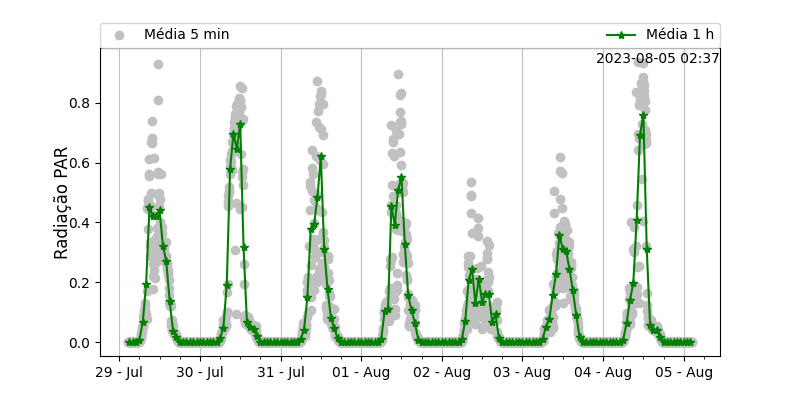 Média 5 min
Média 1 h
2023-08-05 02:37
Radiação PAR
0.8
0.6
0.4
0.2
0.0
29 - Jul
30 - Jul
31 - Jul
01 - Aug
02 - Aug
03 - Aug
04 - Aug
05 - Aug